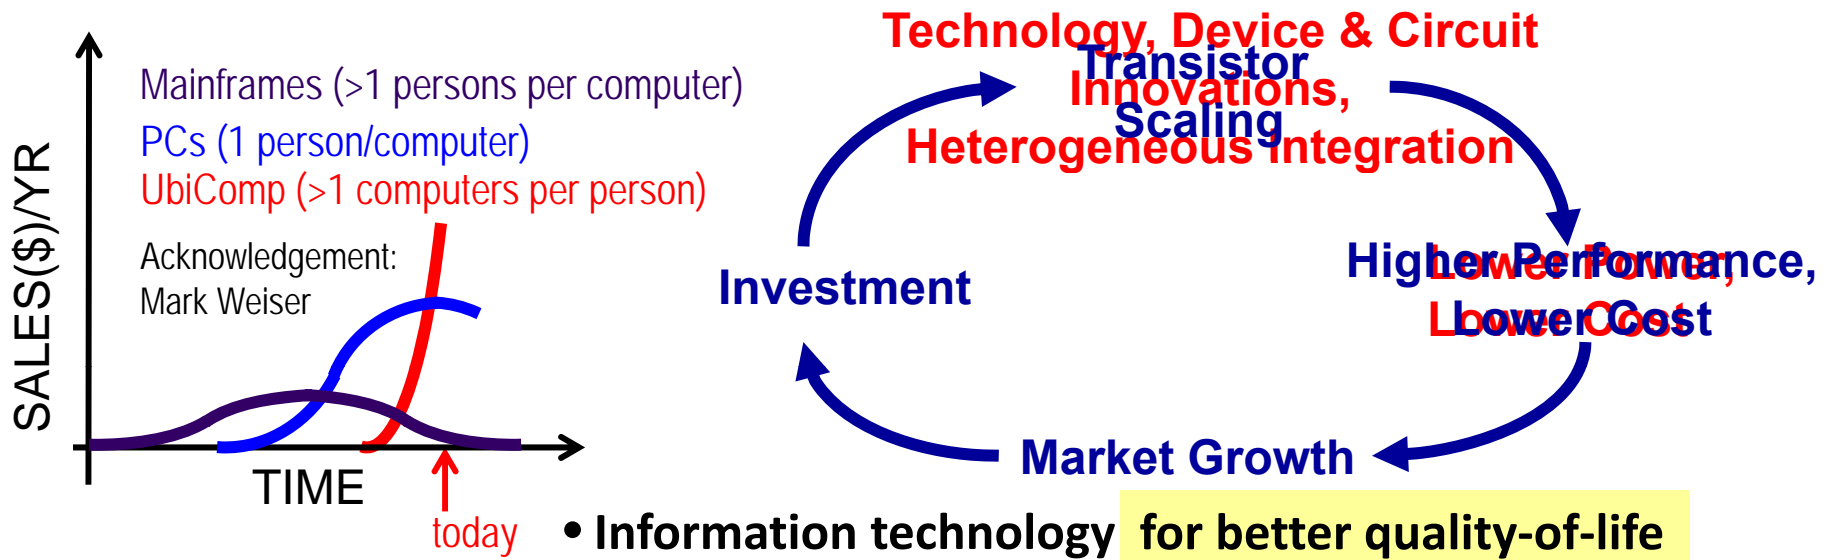 SALES($)/YR
Mainframes (>1 persons per computer)
PCs (1 person/computer)
UbiComp (>1 computers per person)
Acknowledgement:
Mark Weiser
TIME
today
Technology, Device & Circuit
Innovations,
Heterogeneous Integration
Transistor
Scaling
Investment
Higher Performance,
Lower Cost
Lower Power,
Lower Cost
Market Growth
• Information technology for better quality-of-life